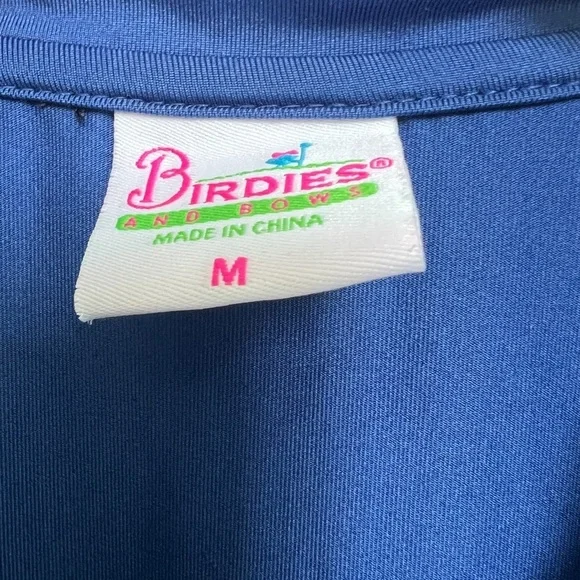 BIRDIES®
AND BOWS
MADE IN CHINA
M